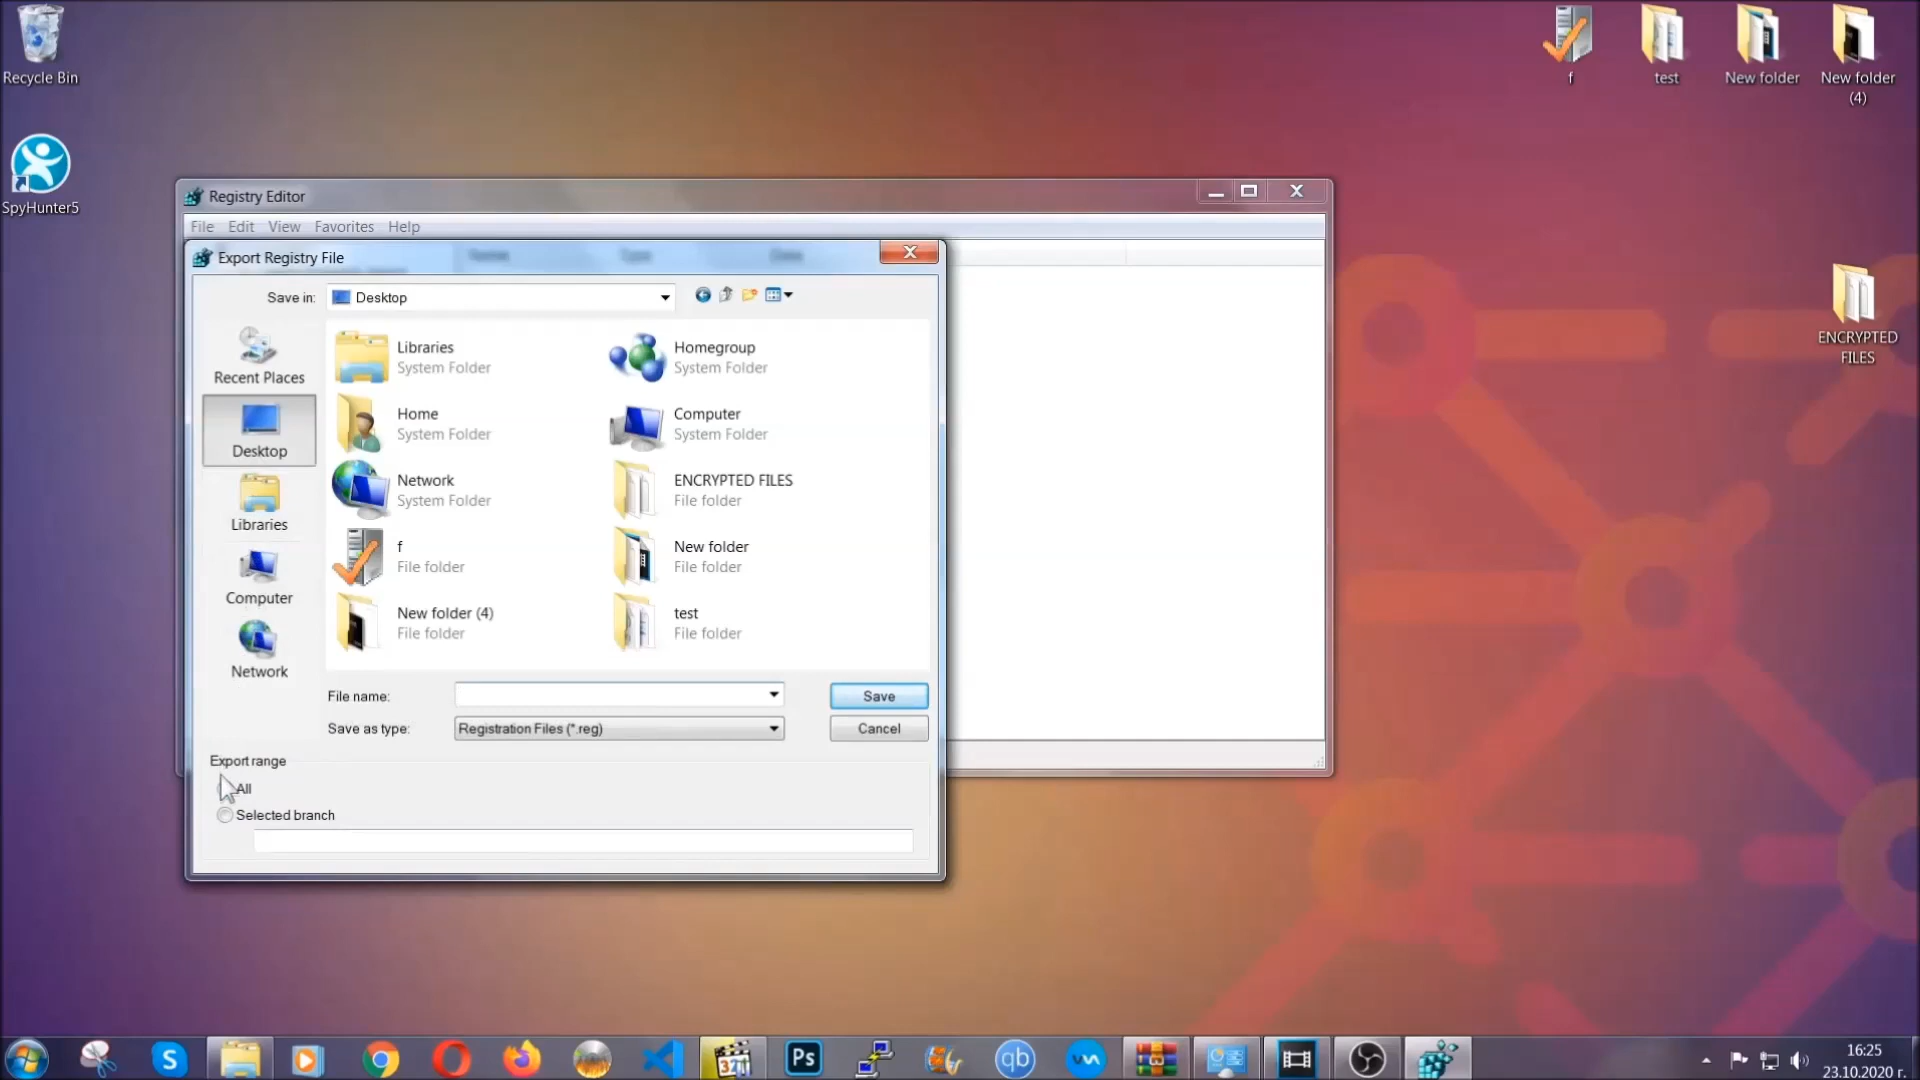 Recycle Bin
SpyHunter5
f
test
New folder
New folder
(4)
ENCRYPTED
FILES
Registry Editor
File Edit View Favorites Help
Export Registry File
Save in: Desktop
Recent Places
Desktop
Libraries
Computer
Network
Libraries
System Folder
Homegroup
System Folder
Home
System Folder
Computer
System Folder
Network
System Folder
ENCRYPTED FILES
File folder
f
File folder
New folder
File folder
New folder (4)
File folder
test
File folder
File name:
Save
Save as type: Registration Files (*.reg)
Cancel
Export range
All
Selected branch
S
321
Ps
qb
16:25
23.10.2020 г.